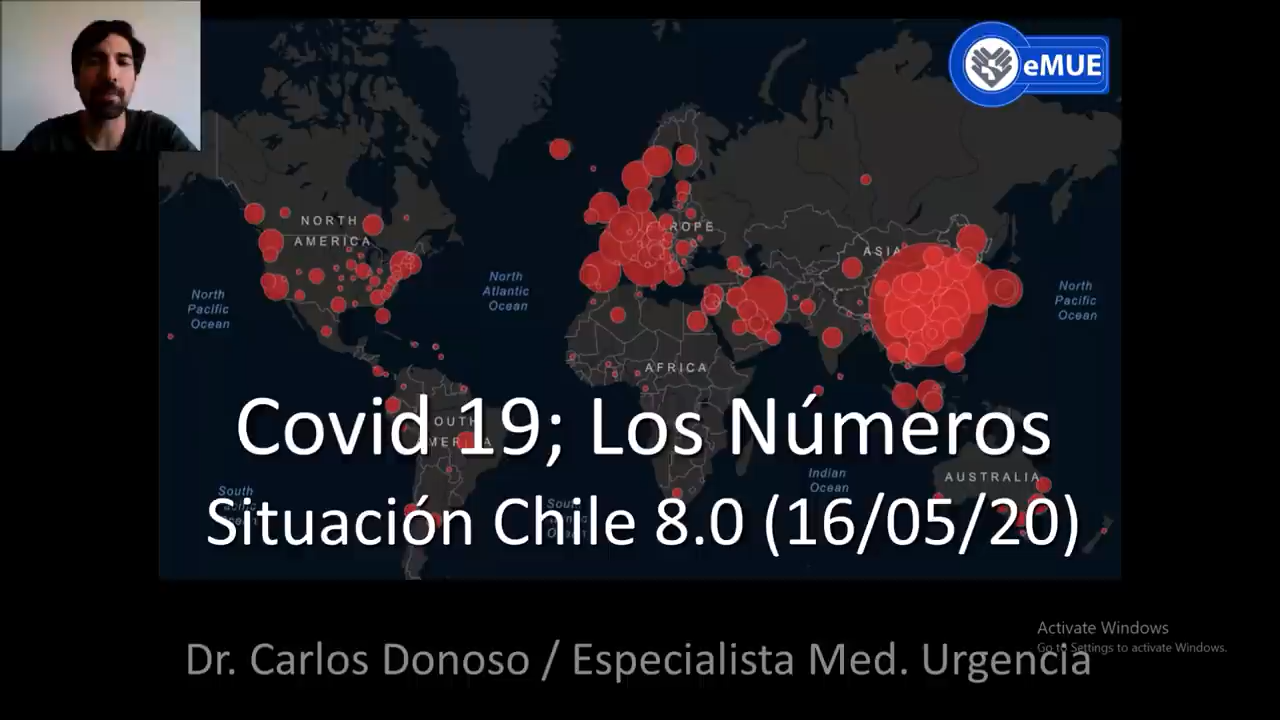 eMUE
NORTH
AMERICA
ROPE
ASIA
North
Pacific
Ocean
North
Atlantic
Ocean
North
Pacific
Ocean
AFRICA
Covid 19; Los Números
Indian
Ocean
AUSTRALIA
South
Situación Chile 8.0 (16/05/20)
Activate Windows
Go to Settings to activate Windows.
Dr. Carlos Donoso / Especialista Med. Urgencia